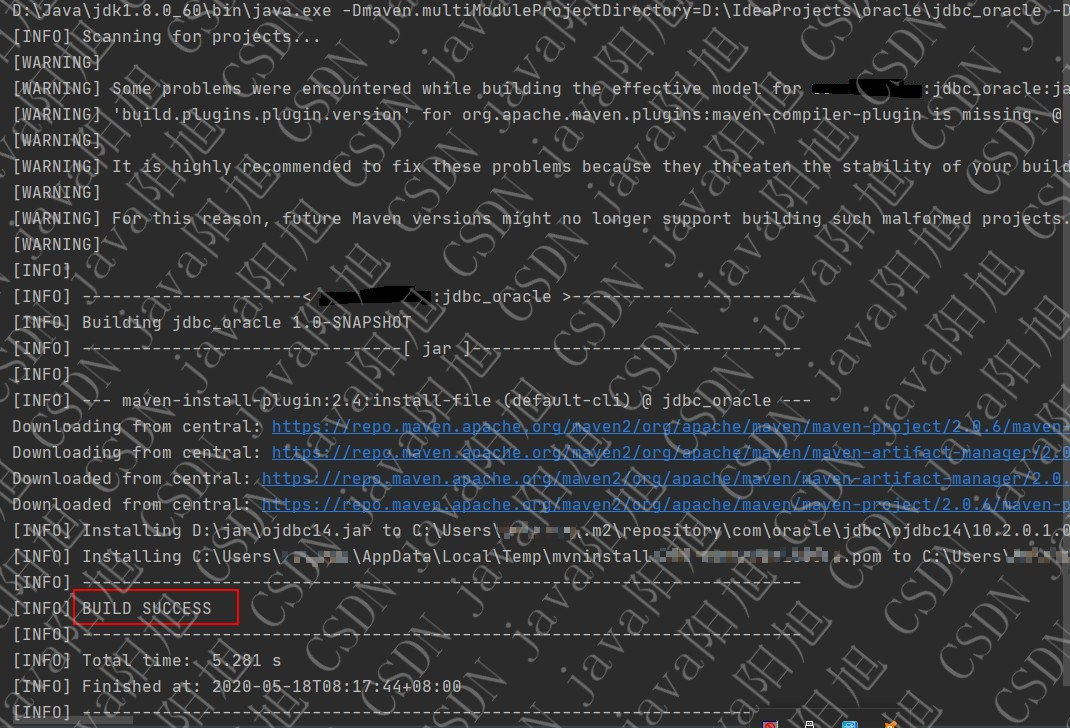 D:\Java\jdk1.8.0_60\bin\java.exe -Dmaven.multiModuleProjectDirectory=D:\IdeaProjects\oracle\jdbc_oracle -D
[INFO] Scanning for projects...
[WARNING]
[WARNING] Some problems were encountered while building the effective model for :jdbc_oracle:ja
[WARNING] 'build.plugins.plugin.version' for org.apache.maven.plugins:maven-compiler-plugin is missing. @
[WARNING]
[WARNING] It is highly recommended to fix these problems because they threaten the stability of your build
[WARNING]
[WARNING] For this reason, future Maven versions might no longer support building such malformed projects.
[WARNING]
[INFO]
[INFO] ----------------------< :jdbc_oracle >-----------------------
[INFO] Building jdbc_oracle 1.0-SNAPSHOT
[INFO] --------------------------------[ jar ]---------------------------------
[INFO]
[INFO] --- maven-install-plugin:2.4:install-file (default-cli) @ jdbc_oracle ---
Downloading from central: https://repo.maven.apache.org/maven2/org/apache/maven/maven-project/2.0.6/maven-
Downloading from central: https://repo.maven.apache.org/maven2/org/apache/maven/maven-artifact-manager/2.0
Downloaded from central: https://repo.maven.apache.org/maven2/org/apache/maven/maven-artifact-manager/2.0.
Downloaded from central: https://repo.maven.apache.org/maven2/org/apache/maven/maven-project/2.0.6/maven-p
[INFO] Installing D:\jar\ojdbc14.jar to C:\Users\ .m2\repository\com\oracle\jdbc\ojdbc14\10.2.0.1.0
[INFO] Installing C:\Users\ \AppData\Local\Temp\mvninstall .pom to C:\Users\
[INFO] ------------------------------------------------------------------------
[INFO] BUILD SUCCESS
[INFO] ------------------------------------------------------------------------
[INFO] Total time:  5.281 s
[INFO] Finished at: 2020-05-18T08:17:44+08:00
[INFO] ------------------------------------------------------------------------
CSDN java阳旭